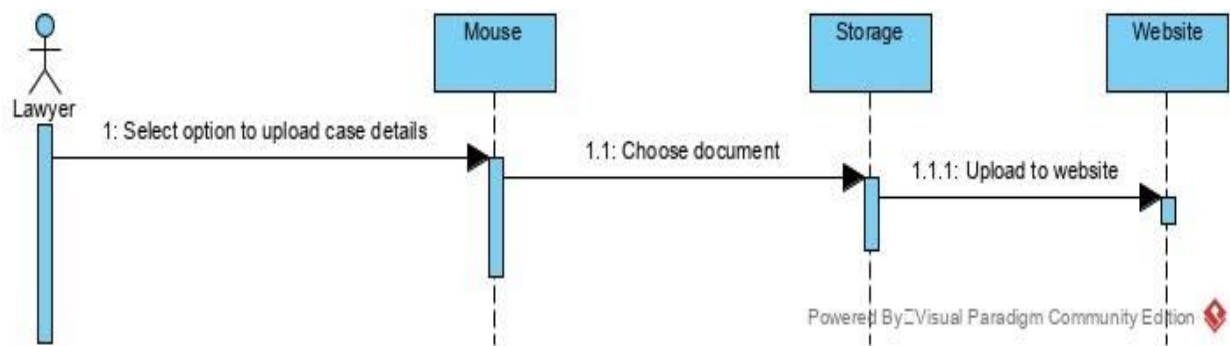 Mouse
Storage
Website
Lawyer
1: Select option to upload case details
1.1: Choose document
1.1.1: Upload to website
Powered By Visual Paradigm Community Edition